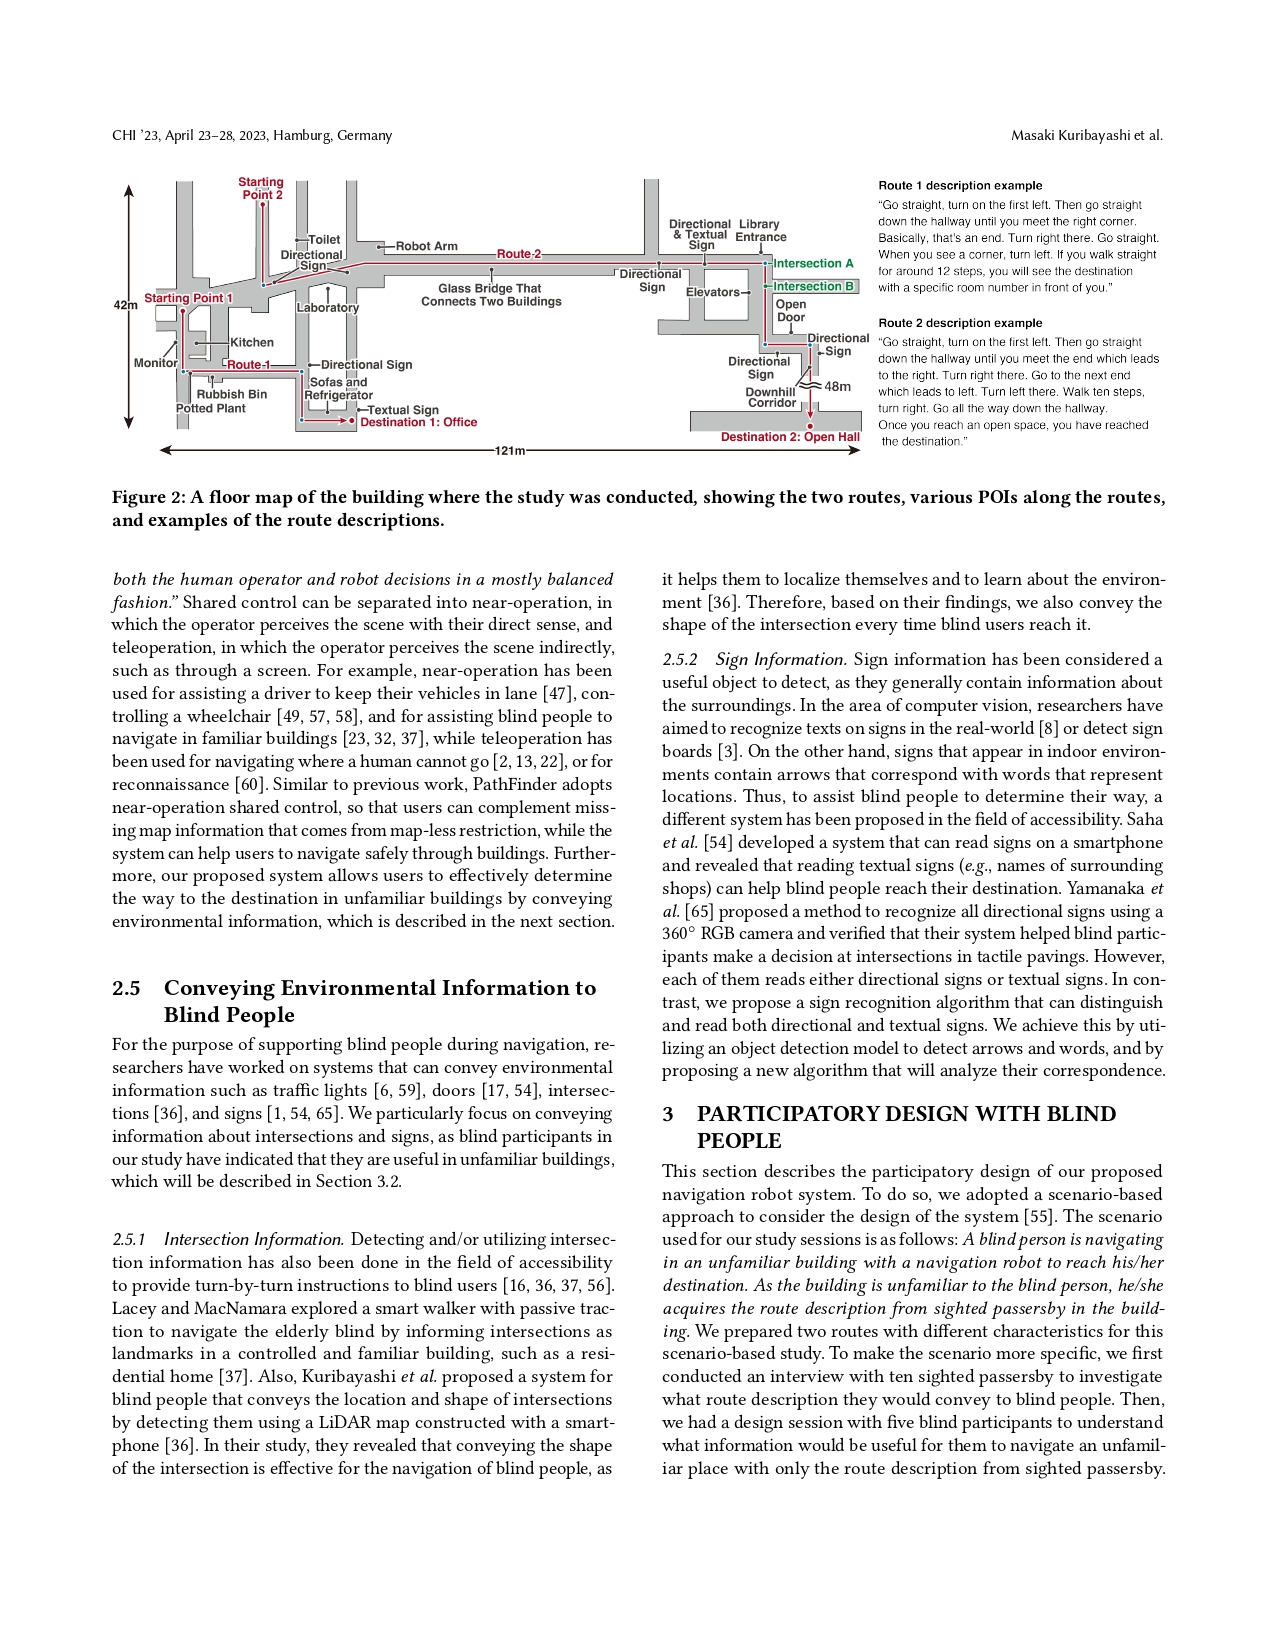 CHI ’23, April 23–28, 2023, Hamburg, Germany
Masaki Kuribayashi et al.
Starting
Point 2
Toilet
Directional
Sign
Robot Arm
Route 2
Directional
& Textual
Sign
Library
Entrance
Intersection A
Directional
Sign
Glass Bridge That
Connects Two Buildings
Elevators
Intersection B
Open
Door
42m
Starting Point 1
Laboratory
Kitchen
Monitor
Route 1
Directional Sign
Rubbish Bin
Potted Plant
Sofas and
Refrigerator
Textual Sign
Destination 1: Office
Directional
Sign
Directional
Sign
Downhill
Corridor
48m
Destination 2: Open Hall
121m
Route 1 description example
“Go straight, turn on the first left. Then go straight
down the hallway until you meet the right corner.
Basically, that’s an end. Turn right there. Go straight.
When you see a corner, turn left. If you walk straight
for around 12 steps, you will see the destination
with a specific room number in front of you.”
Route 2 description example
“Go straight, turn on the first left. Then go straight
down the hallway until you meet the end which leads
to the right. Turn right there. Go to the next end
which leads to left. Turn left there. Walk ten steps,
turn right. Go all the way down the hallway.
Once you reach an open space, you have reached
the destination.”
Figure 2: A floor map of the building where the study was conducted, showing the two routes, various POIs along the routes,
and examples of the route descriptions.
both the human operator and robot decisions in a mostly balanced
fashion.” Shared control can be separated into near-operation, in
which the operator perceives the scene with their direct sense, and
teleoperation, in which the operator perceives the scene indirectly,
such as through a screen. For example, near-operation has been
used for assisting a driver to keep their vehicles in lane [47], con-
trolling a wheelchair [49, 57, 58], and for assisting blind people to
navigate in familiar buildings [23, 32, 37], while teleoperation has
been used for navigating where a human cannot go [2, 13, 22], or for
reconnaissance [60]. Similar to previous work, PathFinder adopts
near-operation shared control, so that users can complement miss-
ing map information that comes from map-less restriction, while the
system can help users to navigate safely through buildings. Further-
more, our proposed system allows users to effectively determine
the way to the destination in unfamiliar buildings by conveying
environmental information, which is described in the next section.
2.5 Conveying Environmental Information to
Blind People
For the purpose of supporting blind people during navigation, re-
searchers have worked on systems that can convey environmental
information such as traffic lights [6, 59], doors [17, 54], intersec-
tions [36], and signs [1, 54, 65]. We particularly focus on conveying
information about intersections and signs, as blind participants in
our study have indicated that they are useful in unfamiliar buildings,
which will be described in Section 3.2.
2.5.1 Intersection Information. Detecting and/or utilizing intersec-
tion information has also been done in the field of accessibility
to provide turn-by-turn instructions to blind users [16, 36, 37, 56].
Lacey and MacNamara explored a smart walker with passive trac-
tion to navigate the elderly blind by informing intersections as
landmarks in a controlled and familiar building, such as a resi-
dential home [37]. Also, Kuribayashi et al. proposed a system for
blind people that conveys the location and shape of intersections
by detecting them using a LiDAR map constructed with a smart-
phone [36]. In their study, they revealed that conveying the shape
of the intersection is effective for the navigation of blind people, as
it helps them to localize themselves and to learn about the environ-
ment [36]. Therefore, based on their findings, we also convey the
shape of the intersection every time blind users reach it.
2.5.2 Sign Information. Sign information has been considered a
useful object to detect, as they generally contain information about
the surroundings. In the area of computer vision, researchers have
aimed to recognize texts on signs in the real-world [8] or detect sign
boards [3]. On the other hand, signs that appear in indoor environ-
ments contain arrows that correspond with words that represent
locations. Thus, to assist blind people to determine their way, a
different system has been proposed in the field of accessibility. Saha
et al. [54] developed a system that can read signs on a smartphone
and revealed that reading textual signs (e.g., names of surrounding
shops) can help blind people reach their destination. Yamanaka et
al. [65] proposed a method to recognize all directional signs using a
360° RGB camera and verified that their system helped blind partic-
ipants make a decision at intersections in tactile pavings. However,
each of them reads either directional signs or textual signs. In con-
trast, we propose a sign recognition algorithm that can distinguish
and read both directional and textual signs. We achieve this by uti-
lizing an object detection model to detect arrows and words, and by
proposing a new algorithm that will analyze their correspondence.
3 PARTICIPATORY DESIGN WITH BLIND
PEOPLE
This section describes the participatory design of our proposed
navigation robot system. To do so, we adopted a scenario-based
approach to consider the design of the system [55]. The scenario
used for our study sessions is as follows: A blind person is navigating
in an unfamiliar building with a navigation robot to reach his/her
destination. As the building is unfamiliar to the blind person, he/she
acquires the route description from sighted passersby in the build-
ing. We prepared two routes with different characteristics for this
scenario-based study. To make the scenario more specific, we first
conducted an interview with ten sighted passersby to investigate
what route description they would convey to blind people. Then,
we had a design session with five blind participants to understand
what information would be useful for them to navigate an unfamil-
iar place with only the route description from sighted passersby.